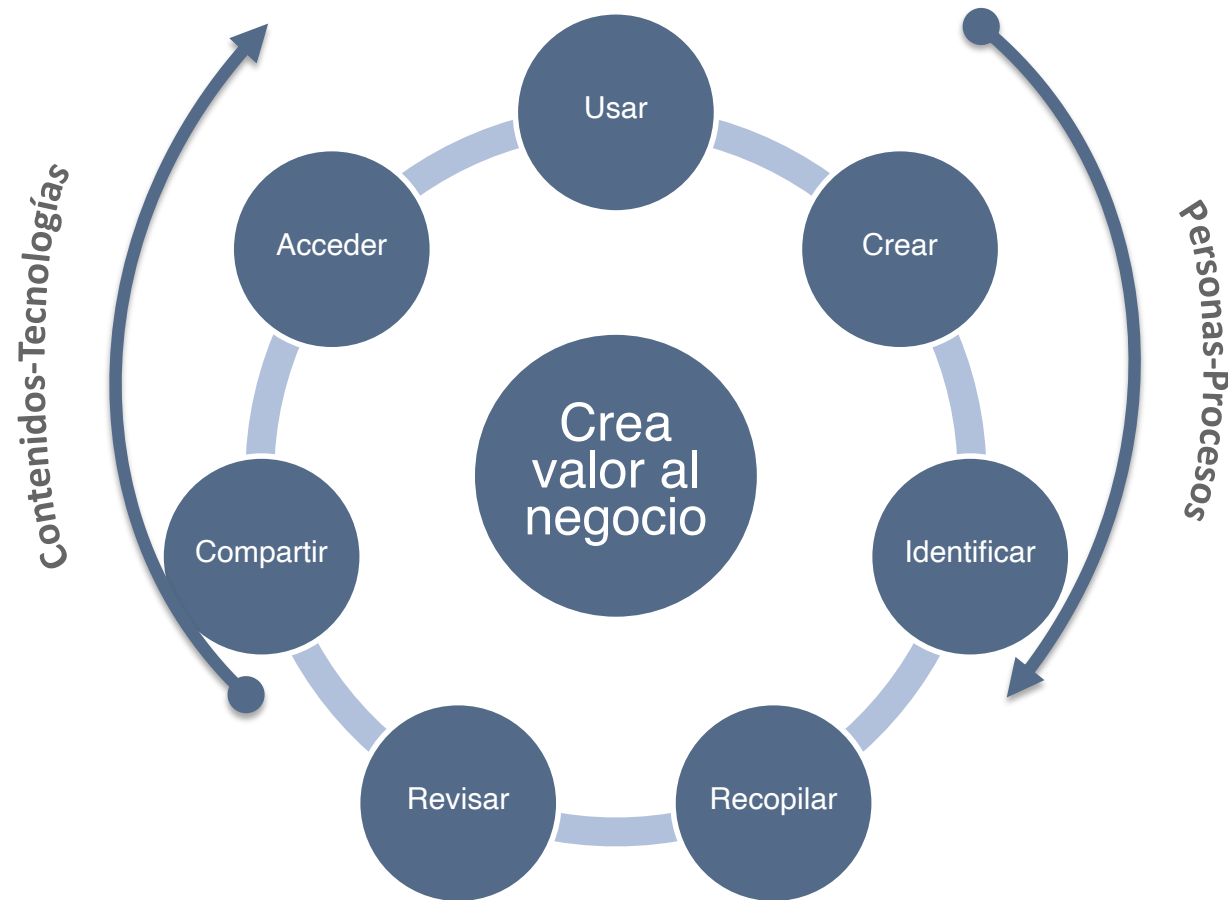 Usar
Crear
Identificar
Recopilar
Revisar
Compartir
Acceder
Crea
valor al
negocio
Contenidos-Tecnologías
Personas-Procesos